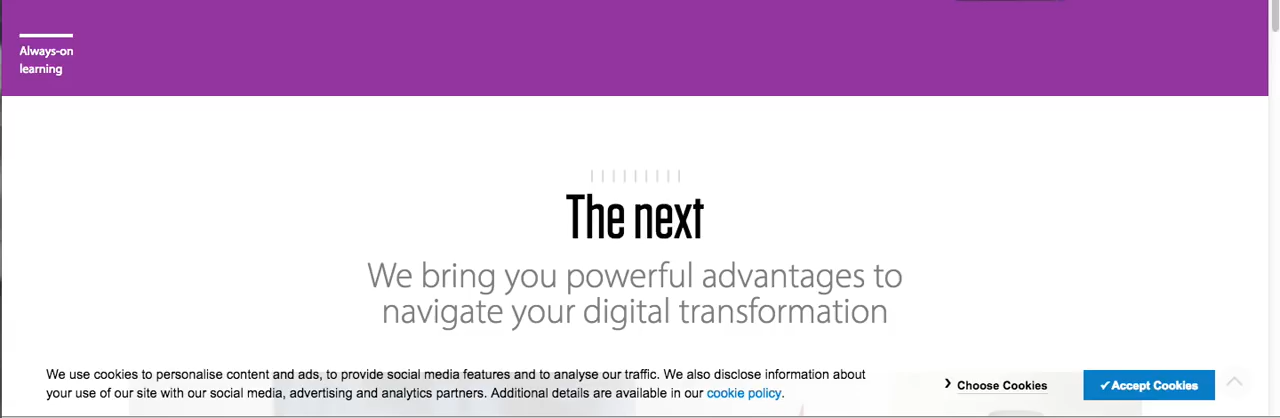 Always-on
learning
The next
We bring you powerful advantages to
navigate your digital transformation
We use cookies to personalise content and ads, to provide social media features and to analyse our traffic. We also disclose information about
your use of our site with our social media, advertising and analytics partners. Additional details are available in our cookie policy.
Choose Cookies
✔Accept Cookies